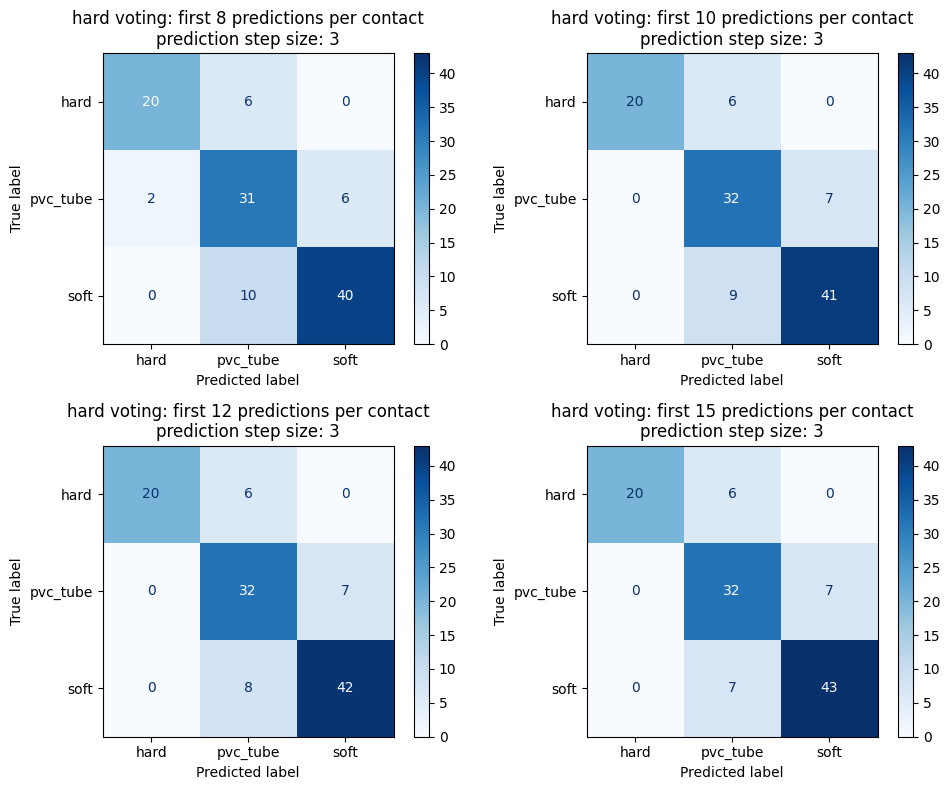 hard voting: first 8 predictions per contact
prediction step size: 3
40
35
30
25
20
15
10
5
0
True label
hard
pvc_tube
soft
20 6 0
2 31 6
0 10 40
hard pvc_tube soft
Predicted label
hard voting: first 10 predictions per contact
prediction step size: 3
40
35
30
25
20
15
10
5
0
True label
hard
pvc_tube
soft
20 6 0
0 32 7
0 9 41
hard pvc_tube soft
Predicted label
hard voting: first 12 predictions per contact
prediction step size: 3
40
35
30
25
20
15
10
5
0
True label
hard
pvc_tube
soft
20 6 0
0 32 7
0 8 42
hard pvc_tube soft
Predicted label
hard voting: first 15 predictions per contact
prediction step size: 3
40
35
30
25
20
15
10
5
0
True label
hard
pvc_tube
soft
20 6 0
0 32 7
0 7 43
hard pvc_tube soft
Predicted label